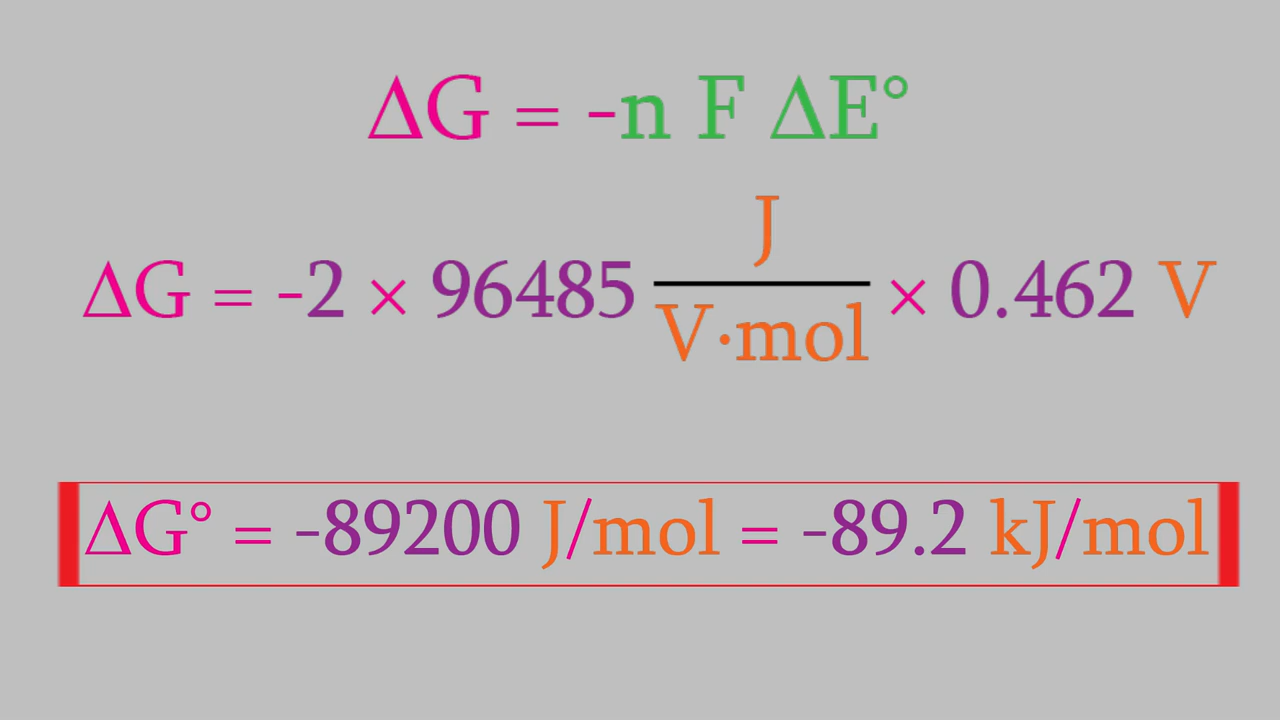 ΔG = -n F ΔE°
ΔG = -2 × 96485 J/V·mol × 0.462 V
ΔG° = -89200 J/mol = -89.2 kJ/mol